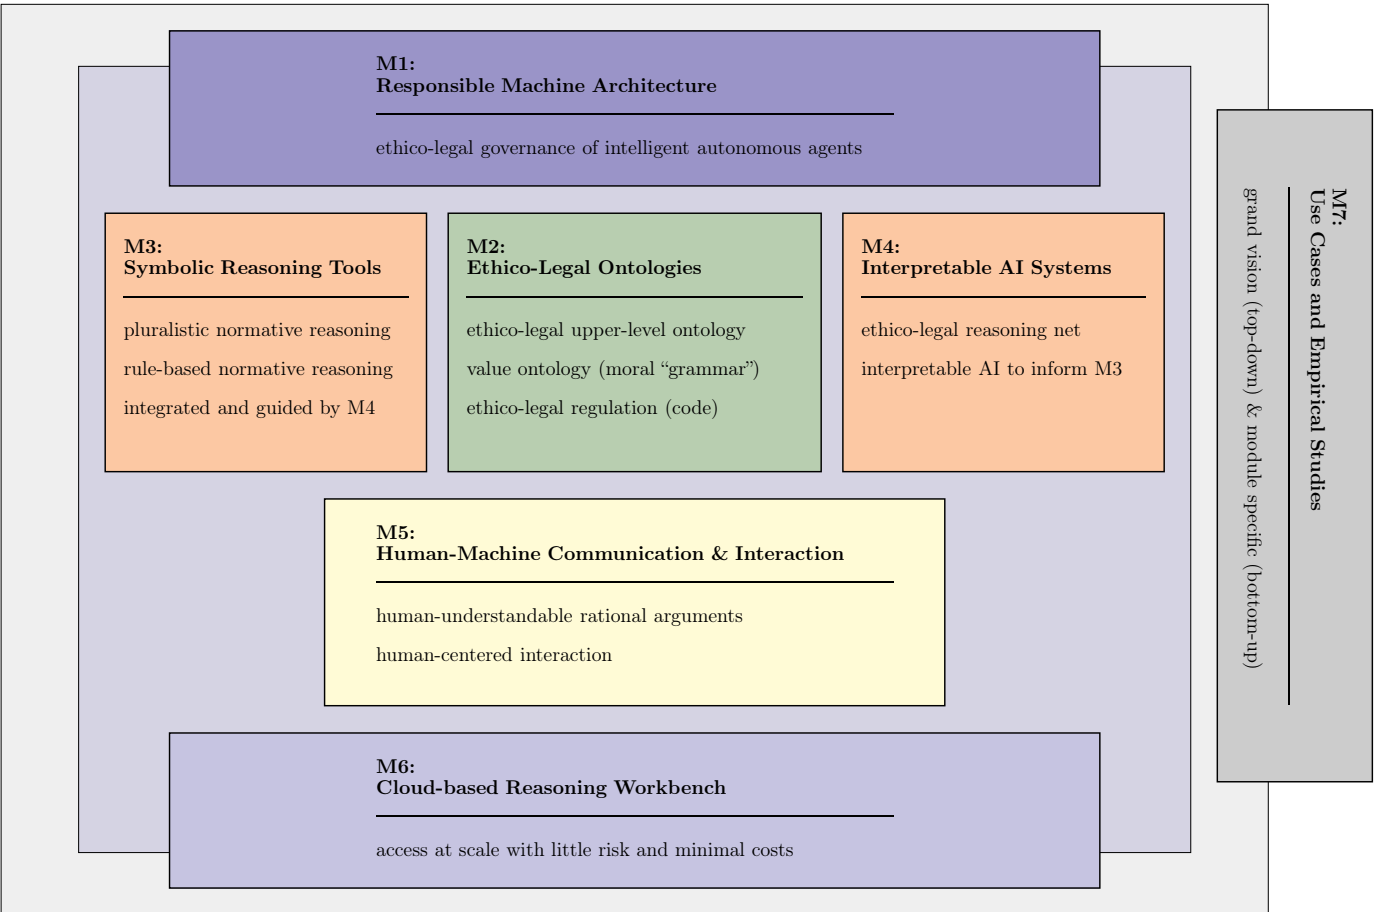 M1:
Responsible Machine Architecture
ethico-legal governance of intelligent autonomous agents
M3:
Symbolic Reasoning Tools
pluralistic normative reasoning
rule-based normative reasoning
integrated and guided by M4
M2:
Ethico-Legal Ontologies
ethico-legal upper-level ontology
value ontology (moral “grammar”)
ethico-legal regulation (code)
M4:
Interpretable AI Systems
ethico-legal reasoning net
interpretable AI to inform M3
M5:
Human-Machine Communication & Interaction
human-understandable rational arguments
human-centered interaction
M6:
Cloud-based Reasoning Workbench
access at scale with little risk and minimal costs
M7:
Use Cases and Empirical Studies
grand vision (top-down) & module specific (bottom-up)